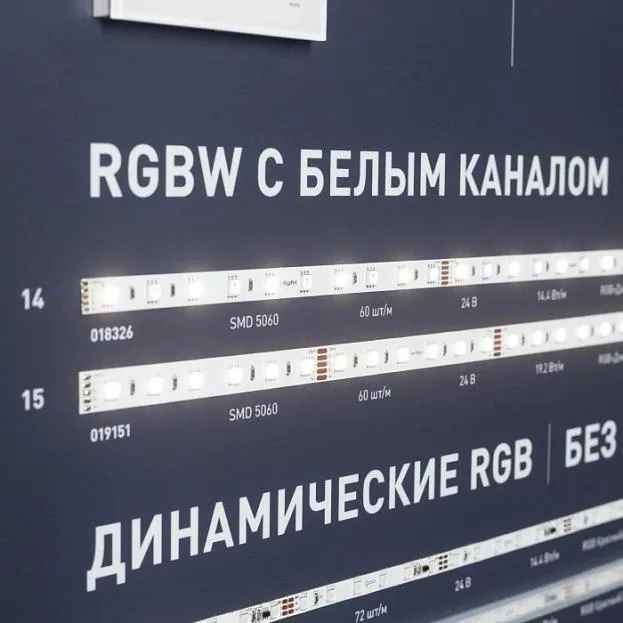 RGBW С БЕЛЫМ КАНАЛОМ
14
018326
SMD 5060
60 шт/м
24 В
14.4 Вт/м
15
019151
SMD 5060
60 шт/м
24 В
19.2 Вт/м
ДИНАМИЧЕСКИЕ RGB | БЕЗ
72 шт/м
24 В
14.4 Вт/м